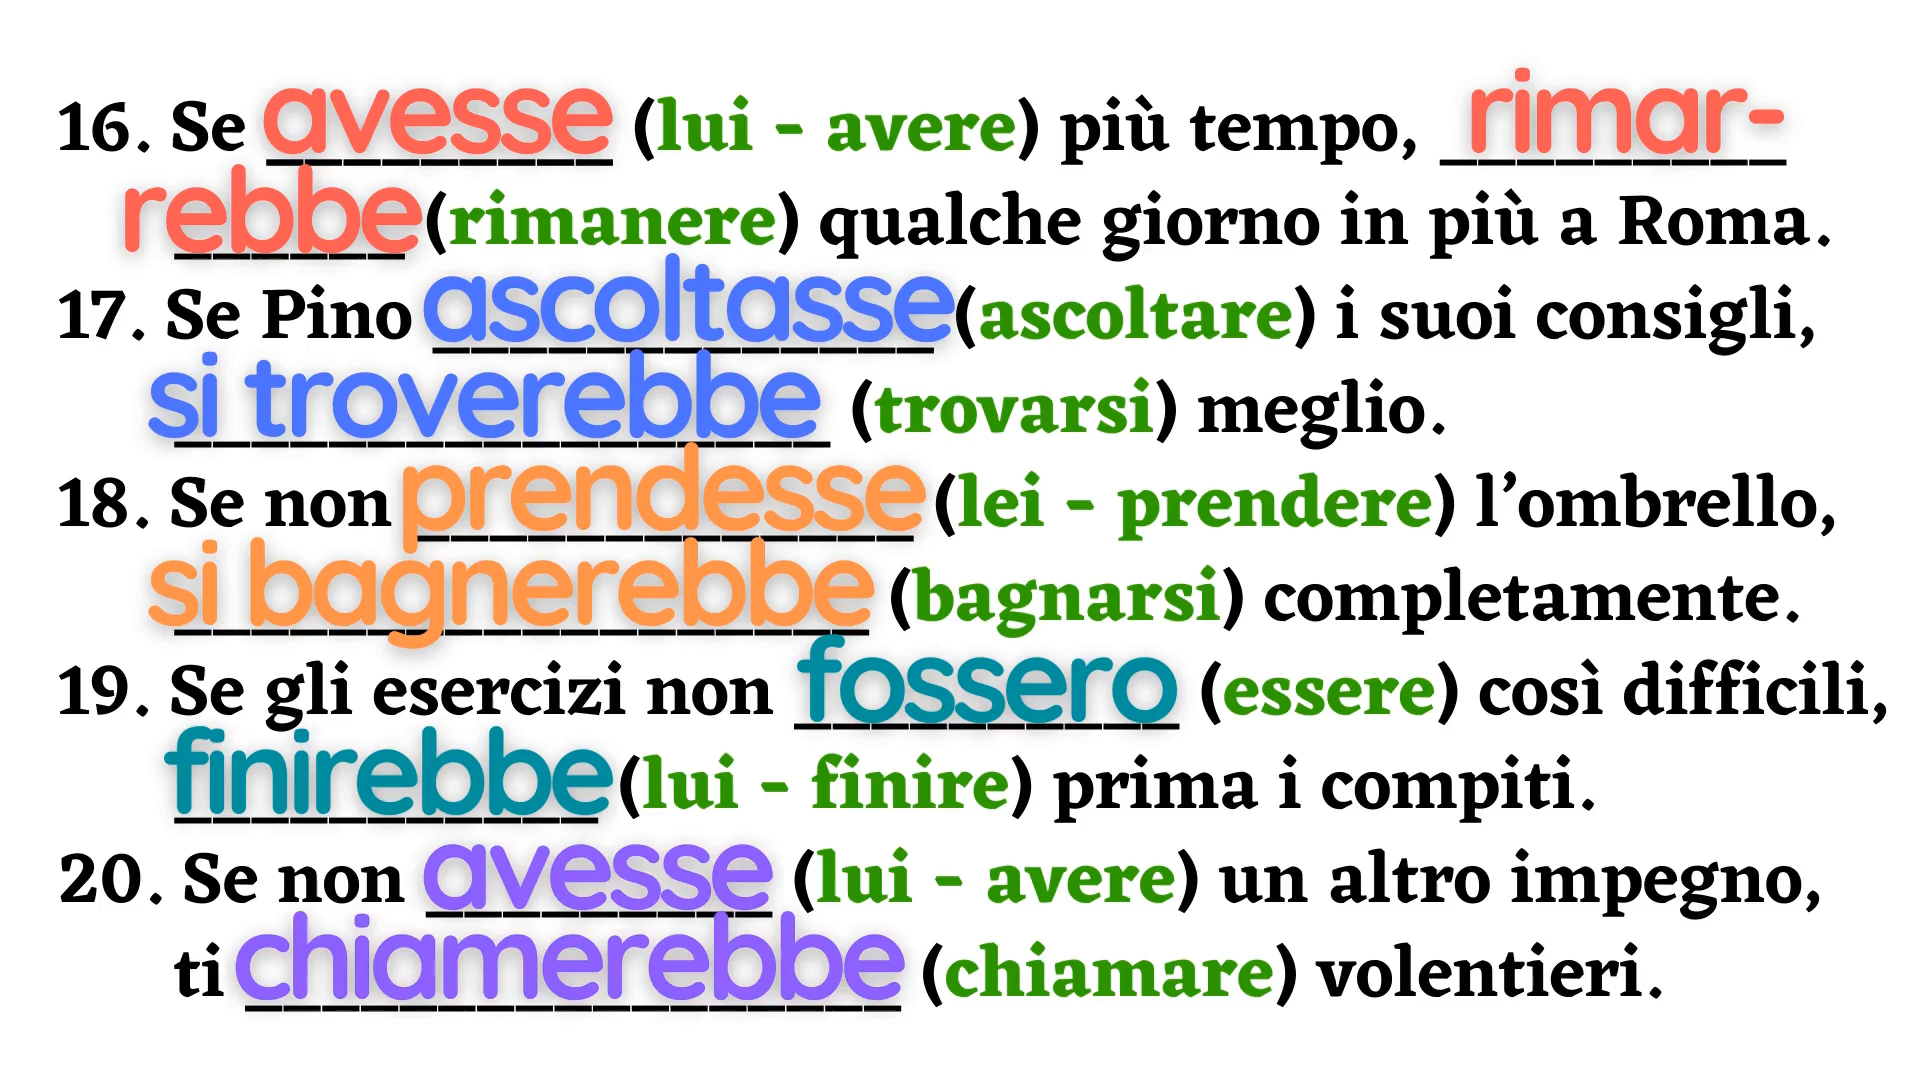 16. Se avesse (lui - avere) più tempo, rimar-
rebbe (rimanere) qualche giorno in più a Roma.
17. Se Pino ascoltasse (ascoltare) i suoi consigli,
si troverebbe (trovarsi) meglio.
18. Se non prendesse (lei - prendere) l’ombrello,
si bagnerebbe (bagnarsi) completamente.
19. Se gli esercizi non fossero (essere) così difficili,
finirebbe (lui - finire) prima i compiti.
20. Se non avesse (lui - avere) un altro impegno,
ti chiamerebbe (chiamare) volentieri.